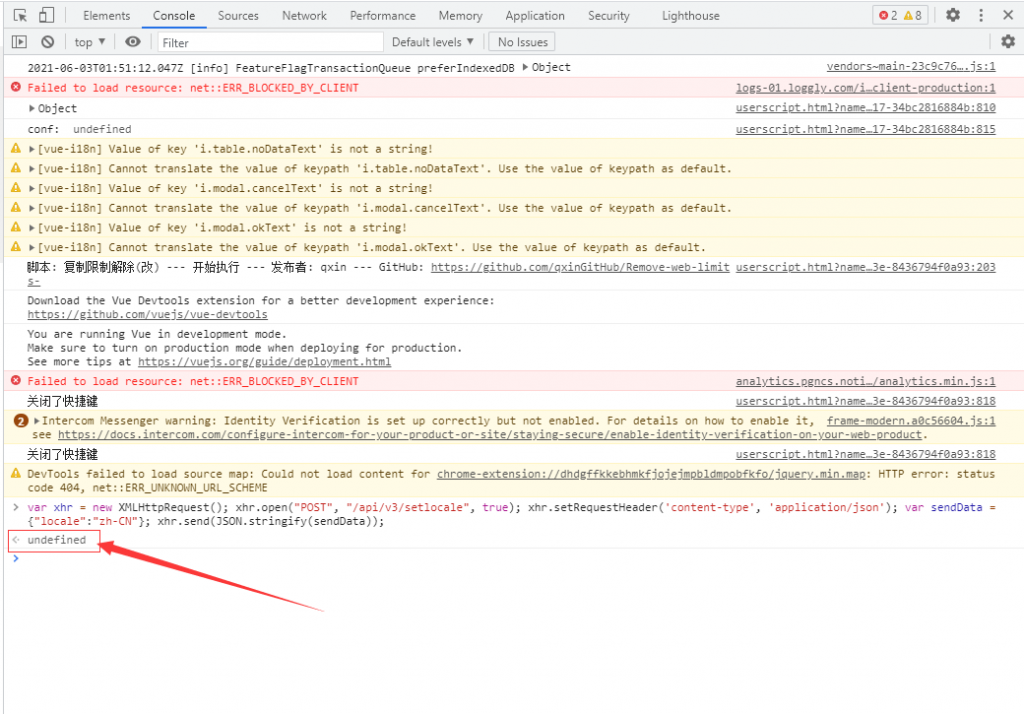 Elements Console Sources Network Performance Memory Application Security Lighthouse 2 8
top Filter Default levels No Issues
2021-06-03T01:51:12.047Z [info] FeatureFlagTransactionQueue preferIndexedDB Object vendors~main-23c9c76….js:1
Failed to load resource: net::ERR_BLOCKED_BY_CLIENT logs-01.loggly.com/i…client-production:1
Object userscript.html?name…17-34bc2816884b:810
conf: undefined userscript.html?name…17-34bc2816884b:815
[vue-i18n] Value of key 'i.table.noDataText' is not a string!
[vue-i18n] Cannot translate the value of keypath 'i.table.noDataText'. Use the value of keypath as default.
[vue-i18n] Value of key 'i.modal.cancelText' is not a string!
[vue-i18n] Cannot translate the value of keypath 'i.modal.cancelText'. Use the value of keypath as default.
[vue-i18n] Value of key 'i.modal.okText' is not a string!
[vue-i18n] Cannot translate the value of keypath 'i.modal.okText'. Use the value of keypath as default.
脚本: 复制限制解除(改) --- 开始执行 --- 发布者: qxin --- GitHub: https://github.com/qxinGitHub/Remove-web-limit userscript.html?name…3e-8436794f0a93:203
s-
Download the Vue Devtools extension for a better development experience:
https://github.com/vuejs/vue-devtools
You are running Vue in development mode.
Make sure to turn on production mode when deploying for production.
See more tips at https://vuejs.org/guide/deployment.html
Failed to load resource: net::ERR_BLOCKED_BY_CLIENT analytics.pgncs.noti…/analytics.min.js:1
关闭了快捷键 userscript.html?name…3e-8436794f0a93:818
2 Intercom Messenger warning: Identity Verification is set up correctly but not enabled. For details on how to enable it, frame-modern.a0c56604.js:1
see https://docs.intercom.com/configure-intercom-for-your-product-or-site/staying-secure/enable-identity-verification-on-your-web-product.
关闭了快捷键 userscript.html?name…3e-8436794f0a93:818
DevTools failed to load source map: Could not load content for chrome-extension://dhdgffkkebhmkfjojejmpbldmpobfkfo/jquery.min.map: HTTP error: status
code 404, net::ERR_UNKNOWN_URL_SCHEME
var xhr = new XMLHttpRequest(); xhr.open("POST", "/api/v3/setlocale", true); xhr.setRequestHeader('content-type', 'application/json'); var sendData =
{"locale":"zh-CN"}; xhr.send(JSON.stringify(sendData));
undefined